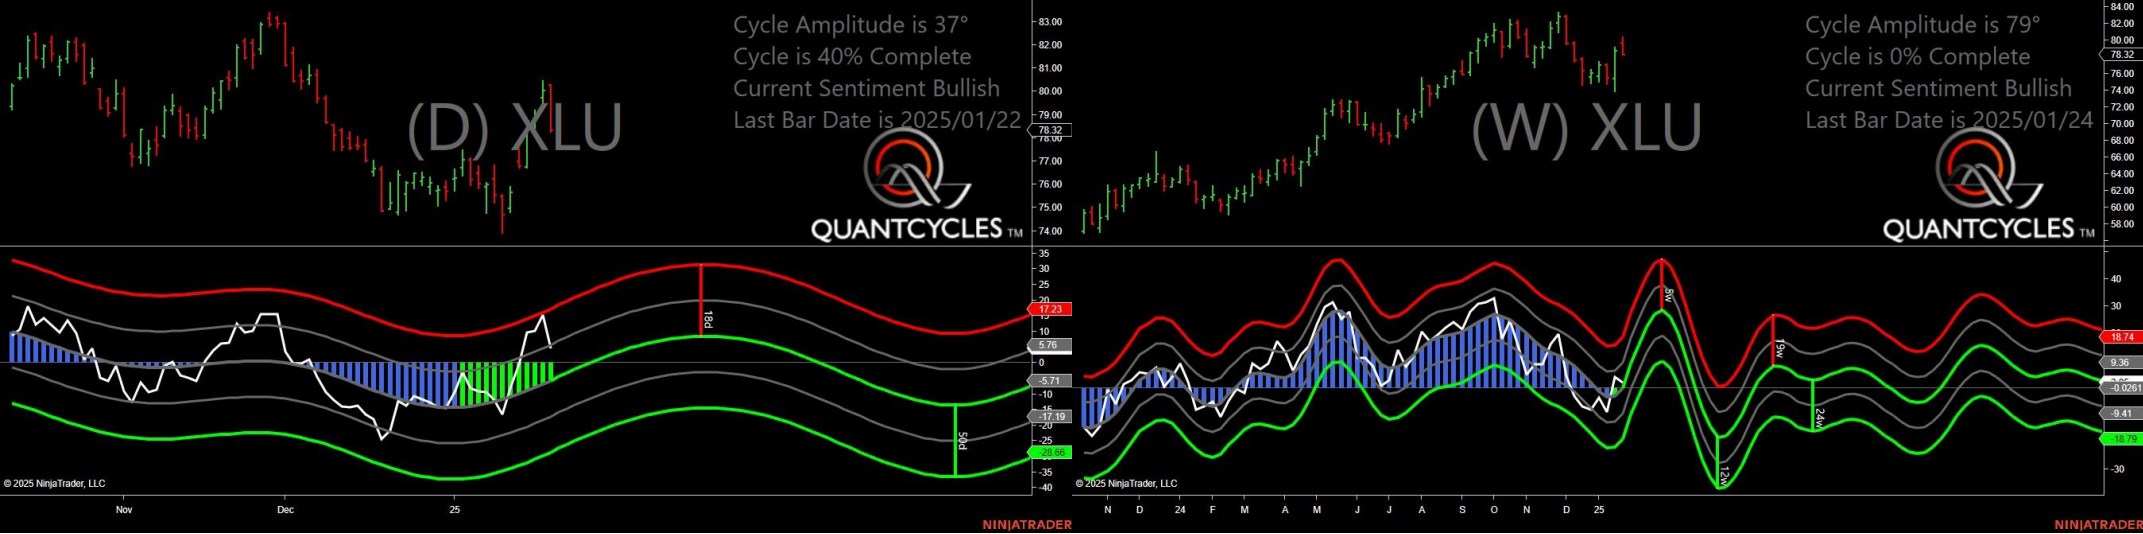 Cycle Amplitude is 37°
Cycle is 40% Complete
Current Sentiment Bullish
Last Bar Date is 2025/01/22
(D) XLU
QUANTCYCLES TM
83.00
82.00
81.00
80.00
79.00
78.32
78.00
77.00
76.00
75.00
74.00
35
30
25
20
17.23
15
10
5.76
0
-5.71
-10
-15
-17.19
-20
-25
-28.66
-35
-40
18d
50d
© 2025 NinjaTrader, LLC
Nov
Dec
25
NINJATRADER
Cycle Amplitude is 79°
Cycle is 0% Complete
Current Sentiment Bullish
Last Bar Date is 2025/01/24
(W) XLU
QUANTCYCLES TM
84.00
82.00
80.00
78.32
76.00
74.00
72.00
70.00
68.00
66.00
64.00
62.00
60.00
58.00
40
30
18.74
9.36
-0.0261
-9.41
-18.79
-30
8w
12w
19w
24w
© 2025 NinjaTrader, LLC
N D 24 F M A M J J A S O N D 25
NINJATRADER